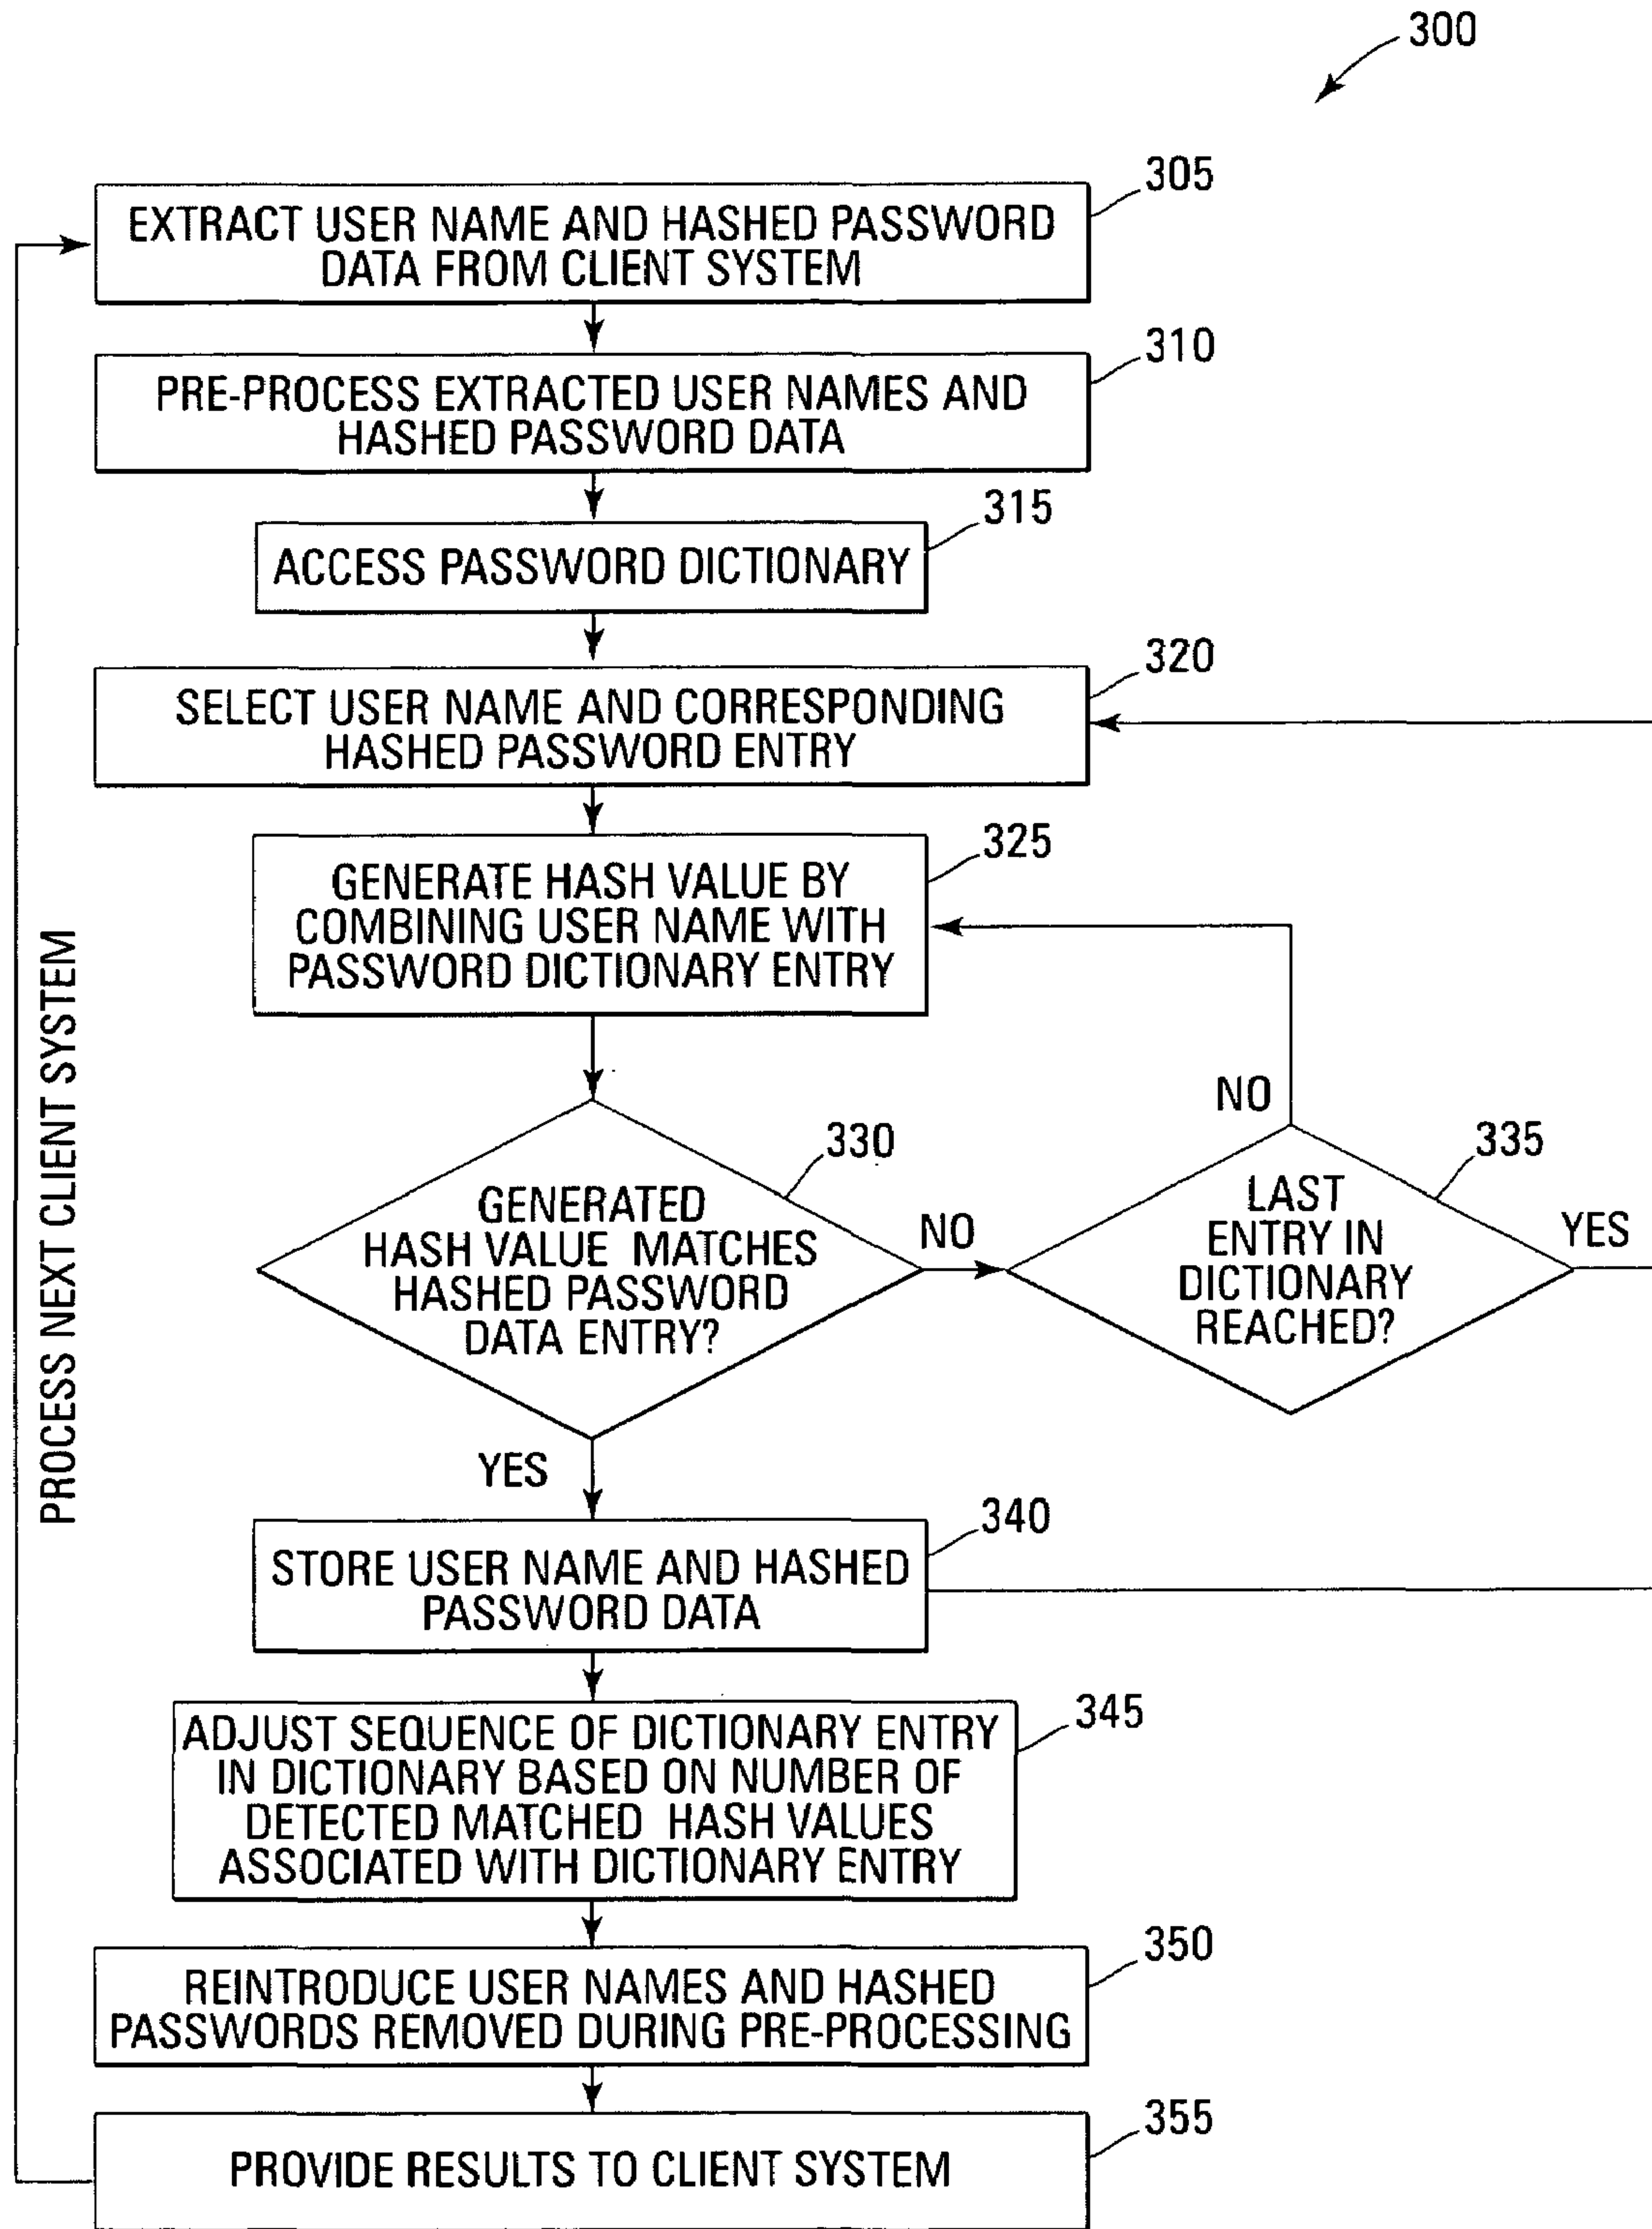 300
305
EXTRACT USER NAME AND HASHED PASSWORD
DATA FROM CLIENT SYSTEM
310
PRE-PROCESS EXTRACTED USER NAMES AND
HASHED PASSWORD DATA
315
ACCESS PASSWORD DICTIONARY
320
SELECT USER NAME AND CORRESPONDING
HASHED PASSWORD ENTRY
325
GENERATE HASH VALUE BY
COMBINING USER NAME WITH
PASSWORD DICTIONARY ENTRY
PROCESS NEXT CLIENT SYSTEM
330
GENERATED
HASH VALUE MATCHES
HASHED PASSWORD
DATA ENTRY?
NO
NO
335
LAST
ENTRY IN
DICTIONARY
REACHED?
YES
YES
340
STORE USER NAME AND HASHED
PASSWORD DATA
345
ADJUST SEQUENCE OF DICTIONARY ENTRY
IN DICTIONARY BASED ON NUMBER OF
DETECTED MATCHED HASH VALUES
ASSOCIATED WITH DICTIONARY ENTRY
350
REINTRODUCE USER NAMES AND HASHED
PASSWORDS REMOVED DURING PRE-PROCESSING
355
PROVIDE RESULTS TO CLIENT SYSTEM